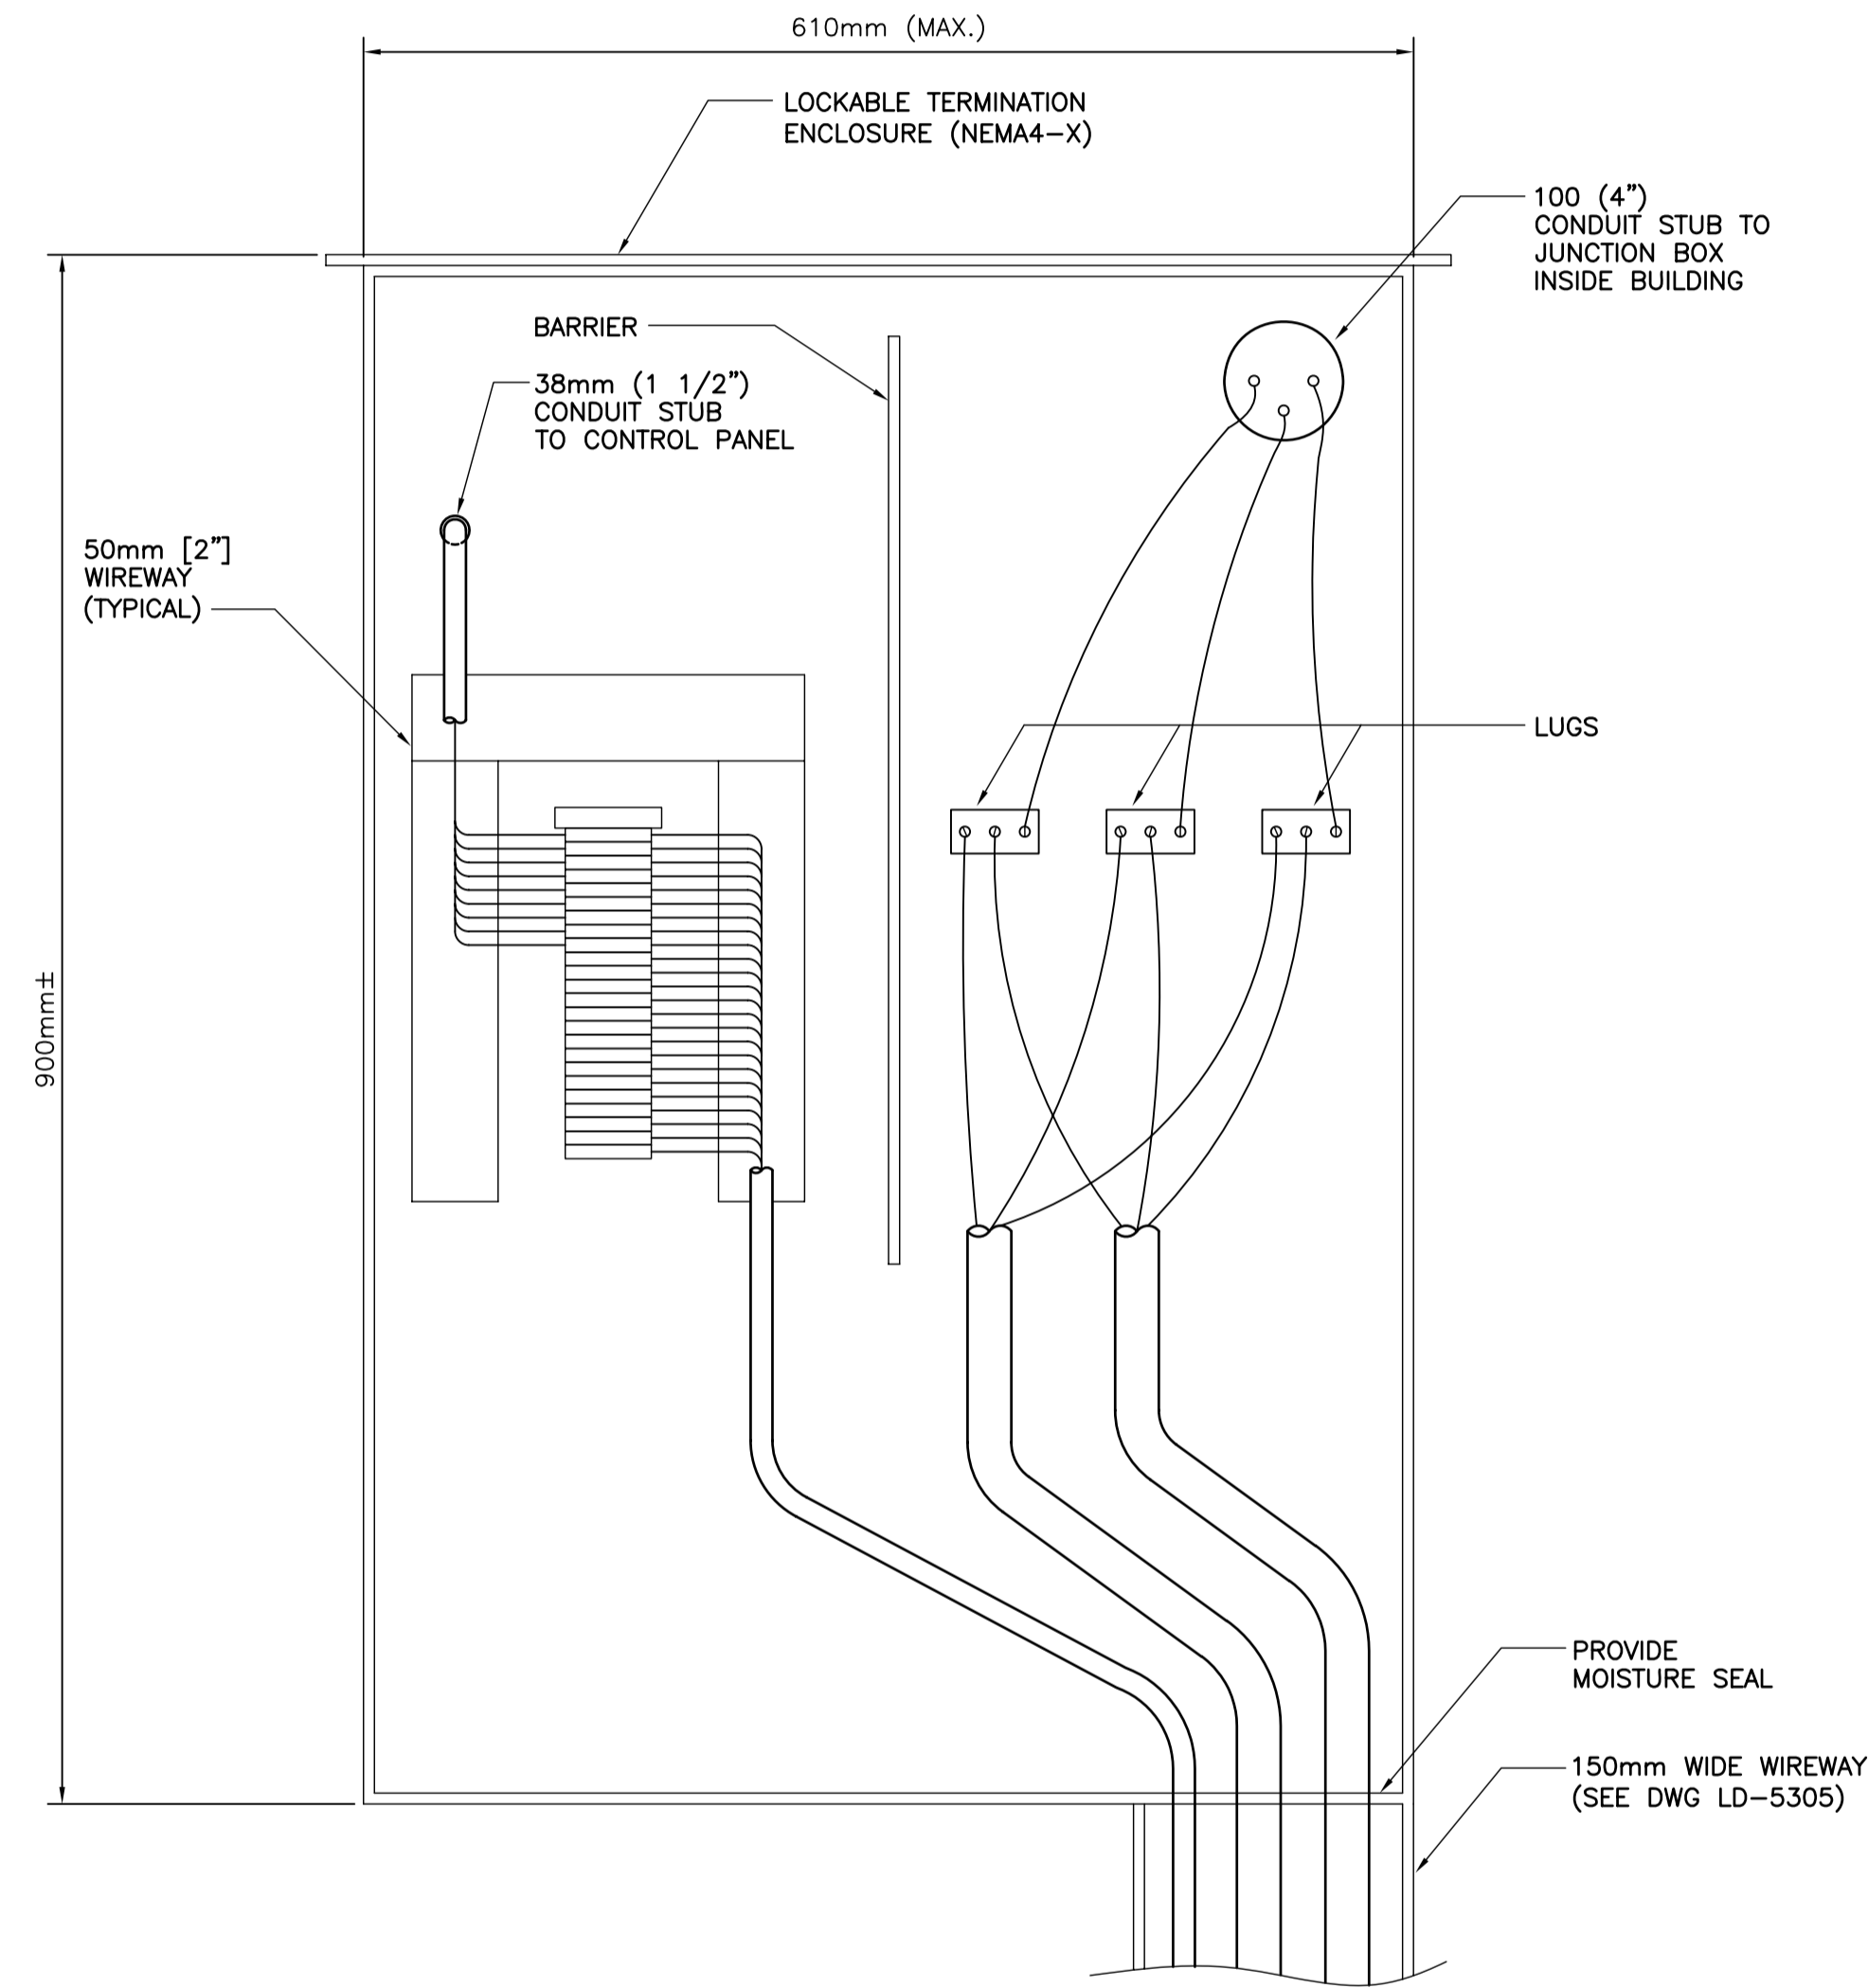 610mm (MAX.)
LOCKABLE TERMINATION
ENCLOSURE (NEMA4-X)
100 (4")
CONDUIT STUB TO
JUNCTION BOX
INSIDE BUILDING
BARRIER
38mm (1 1/2")
CONDUIT STUB
TO CONTROL PANEL
50mm [2"]
WIREWAY
(TYPICAL)
LUGS
900mm±
PROVIDE
MOISTURE SEAL
150mm WIDE WIREWAY
(SEE DWG LD-5305)